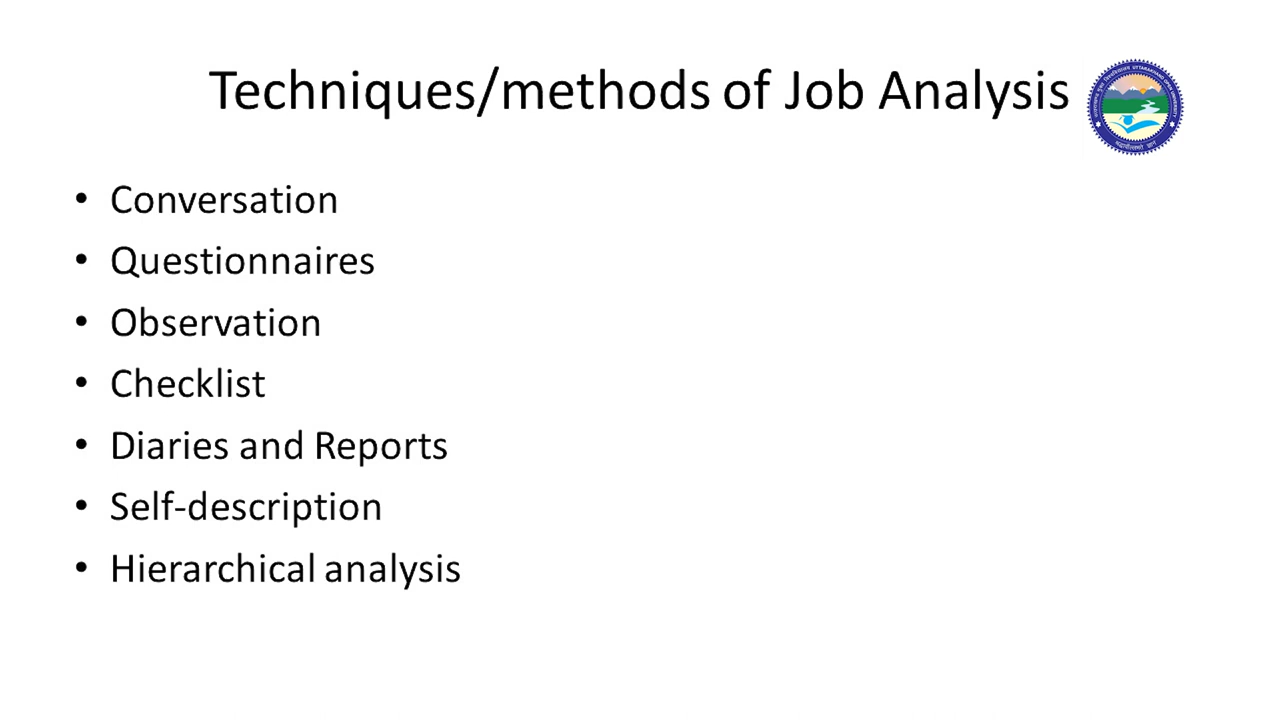 Techniques/methods of Job Analysis
• Conversation
• Questionnaires
• Observation
• Checklist
• Diaries and Reports
• Self-description
• Hierarchical analysis